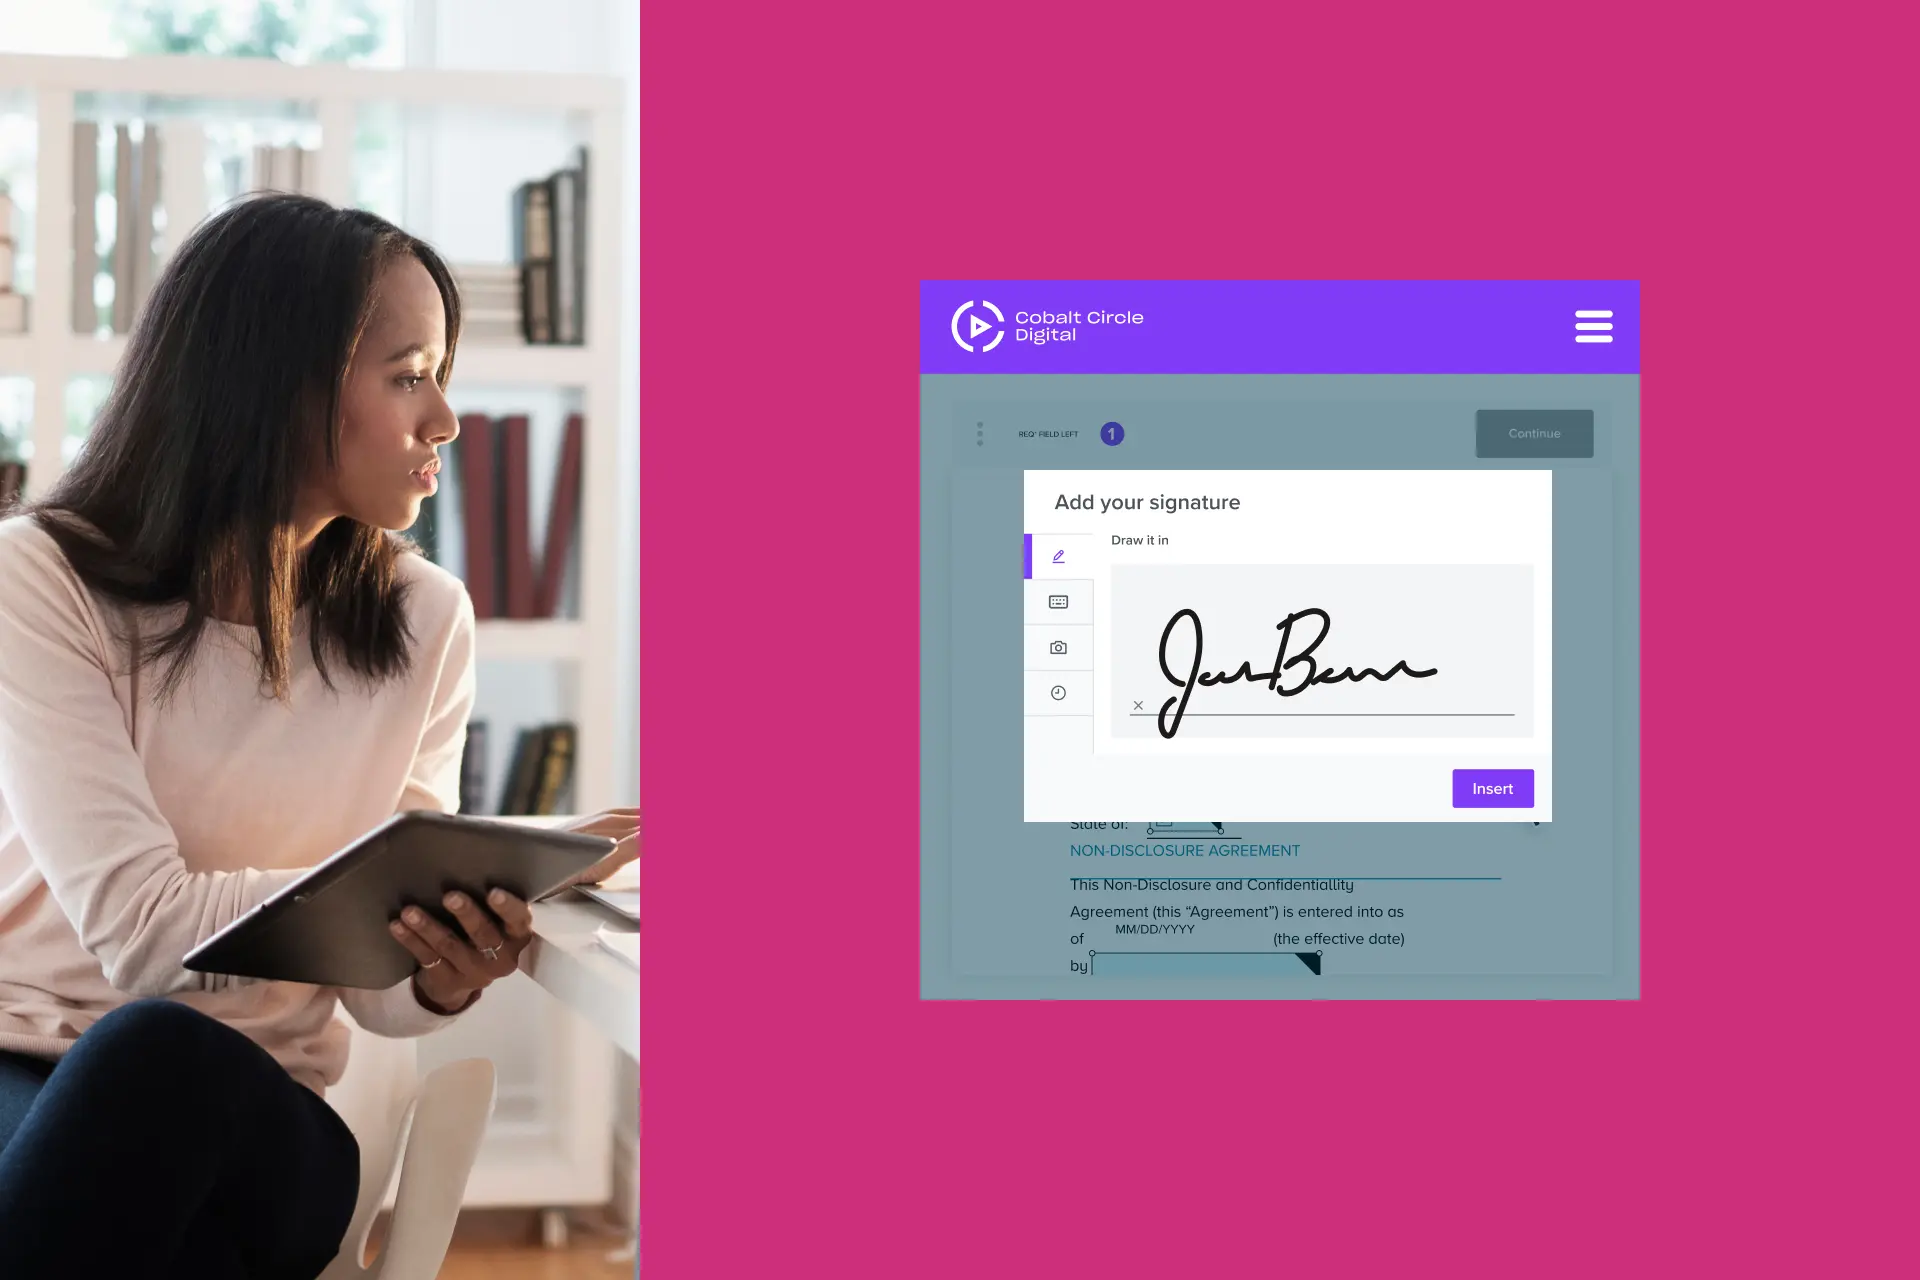 Cobalt Circle
Digital
REQ' FIELD LEFT 1
Continue
Add your signature
Draw it in
Insert
State of:
NON-DISCLOSURE AGREEMENT
This Non-Disclosure and Confidentiallity
Agreement (this “Agreement”) is entered into as
MM/DD/YYYY
of (the effective date)
by